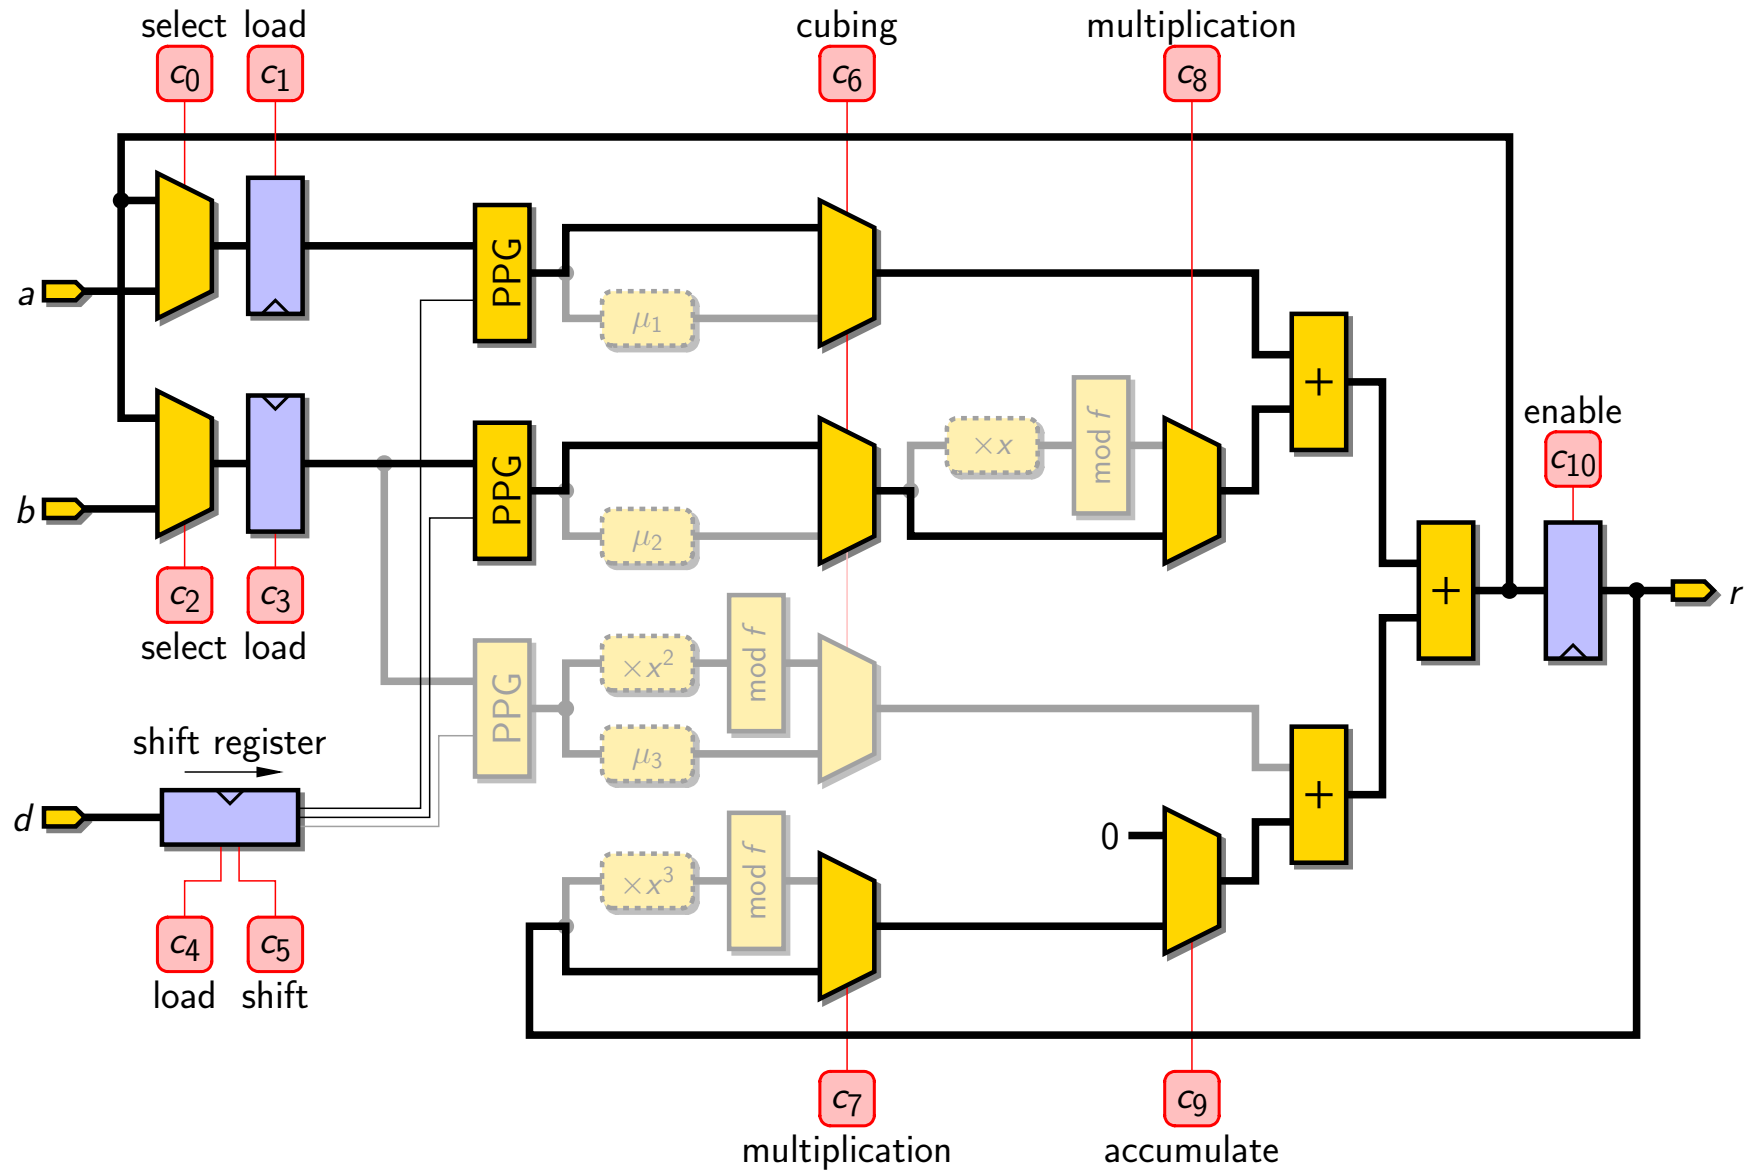 select load
cubing
multiplication
c0
c1
c6
c8
PPG
a
μ1
+
×x
mod f
enable
c10
b
PPG
μ2
c2
c3
select load
+
r
×x²
mod f
PPG
μ3
shift register
d
0
+
×x³
mod f
c4
c5
load shift
c7
c9
multiplication
accumulate